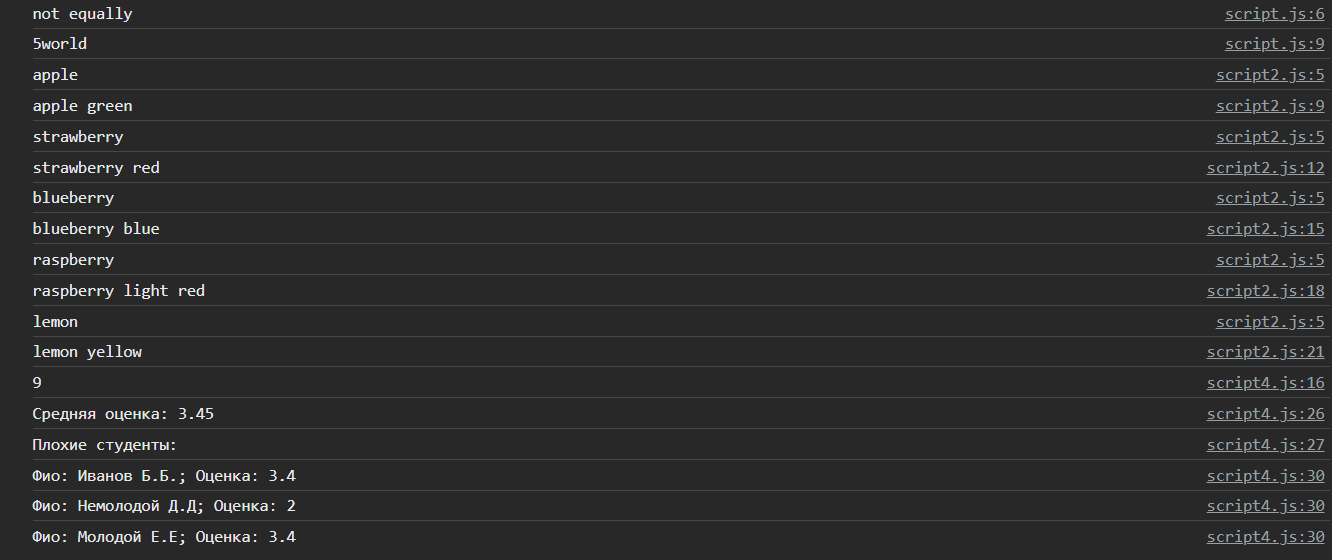 not equally script.js:6
5world script.js:9
apple script2.js:5
apple green script2.js:9
strawberry script2.js:5
strawberry red script2.js:12
blueberry script2.js:5
blueberry blue script2.js:15
raspberry script2.js:5
raspberry light red script2.js:18
lemon script2.js:5
lemon yellow script2.js:21
9 script4.js:16
Средняя оценка: 3.45 script4.js:26
Плохие студенты: script4.js:27
Фио: Иванов Б.Б.; Оценка: 3.4 script4.js:30
Фио: Немолодой Д.Д; Оценка: 2 script4.js:30
Фио: Молодой Е.Е; Оценка: 3.4 script4.js:30